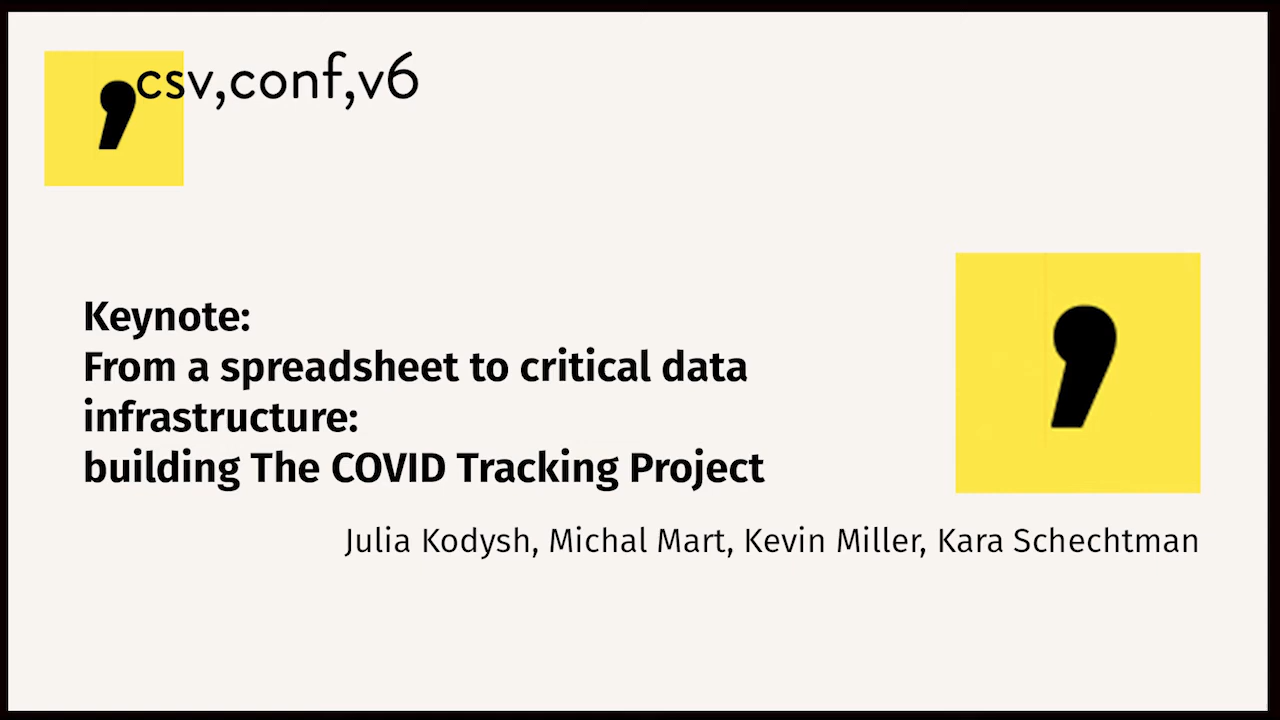 csv,conf,v6
Keynote:
From a spreadsheet to critical data
infrastructure:
building The COVID Tracking Project
Julia Kodysh, Michal Mart, Kevin Miller, Kara Schechtman